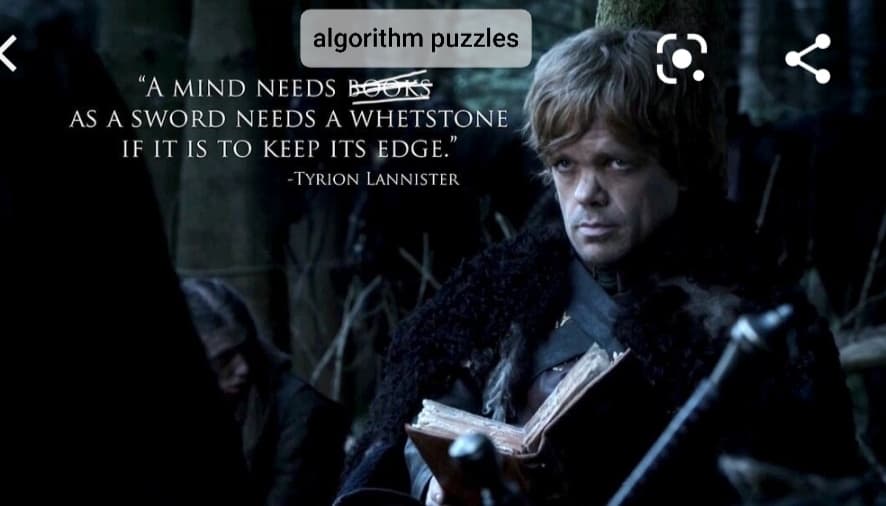 algorithm puzzles
“A MIND NEEDS BOOKS
AS A SWORD NEEDS A WHETSTONE
IF IT IS TO KEEP ITS EDGE.”
-TYRION LANNISTER